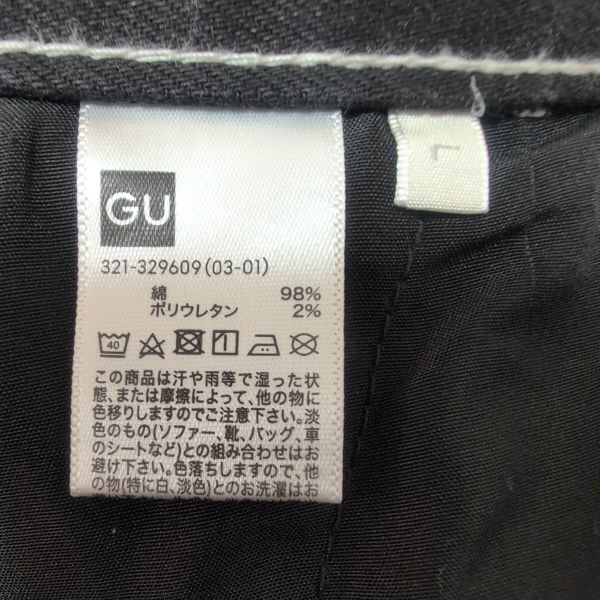 GU
L
321-329609(03-01)
綿 98%
ポリウレタン 2%
40
この商品は汗や雨等で湿った状
態、または摩擦によって、他の物に
色移りしますのでご注意下さい。淡
色のもの(ソファー、靴、バッグ、車
のシートなど)との組み合わせはお
避け下さい。色落ちしますので、他
の物(特に白、淡色)とのお洗濯はお